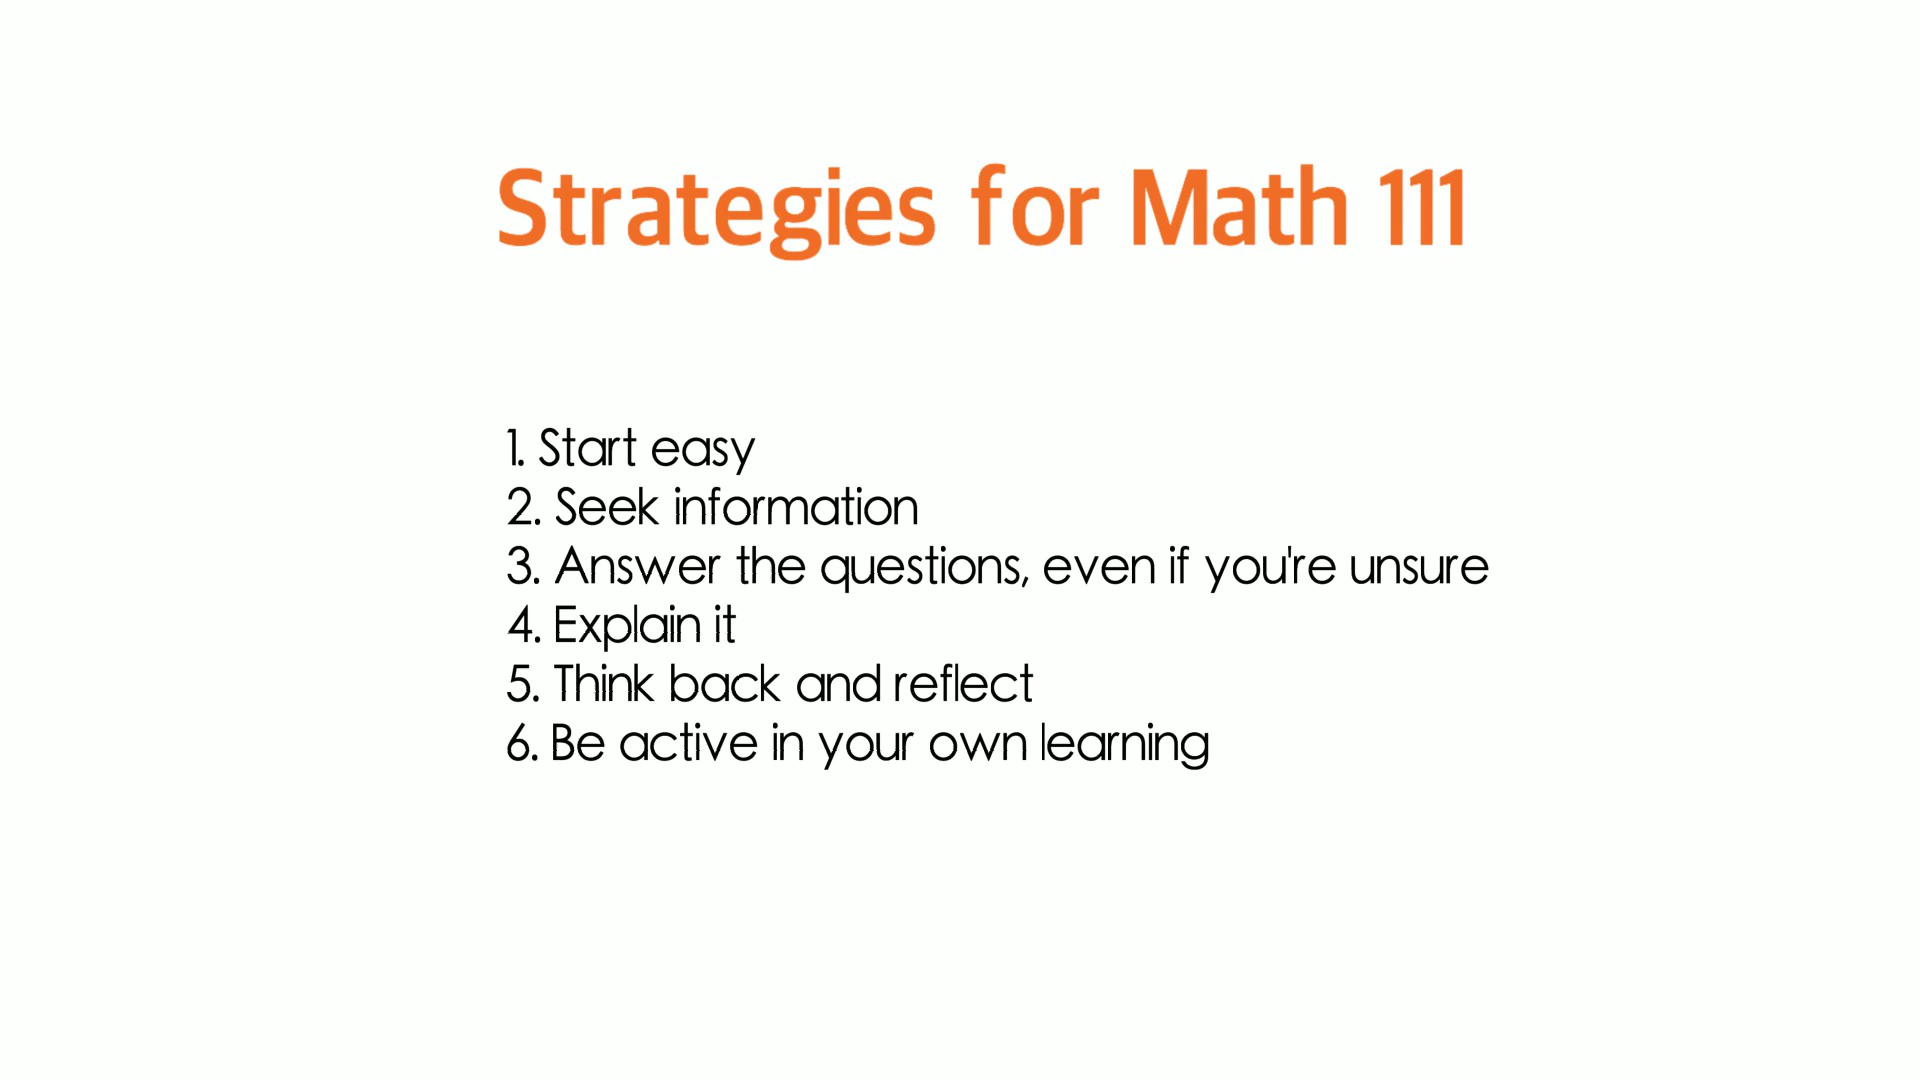 Strategies for Math 111
1. Start easy
2. Seek information
3. Answer the questions, even if you're unsure
4. Explain it
5. Think back and reflect
6. Be active in your own learning